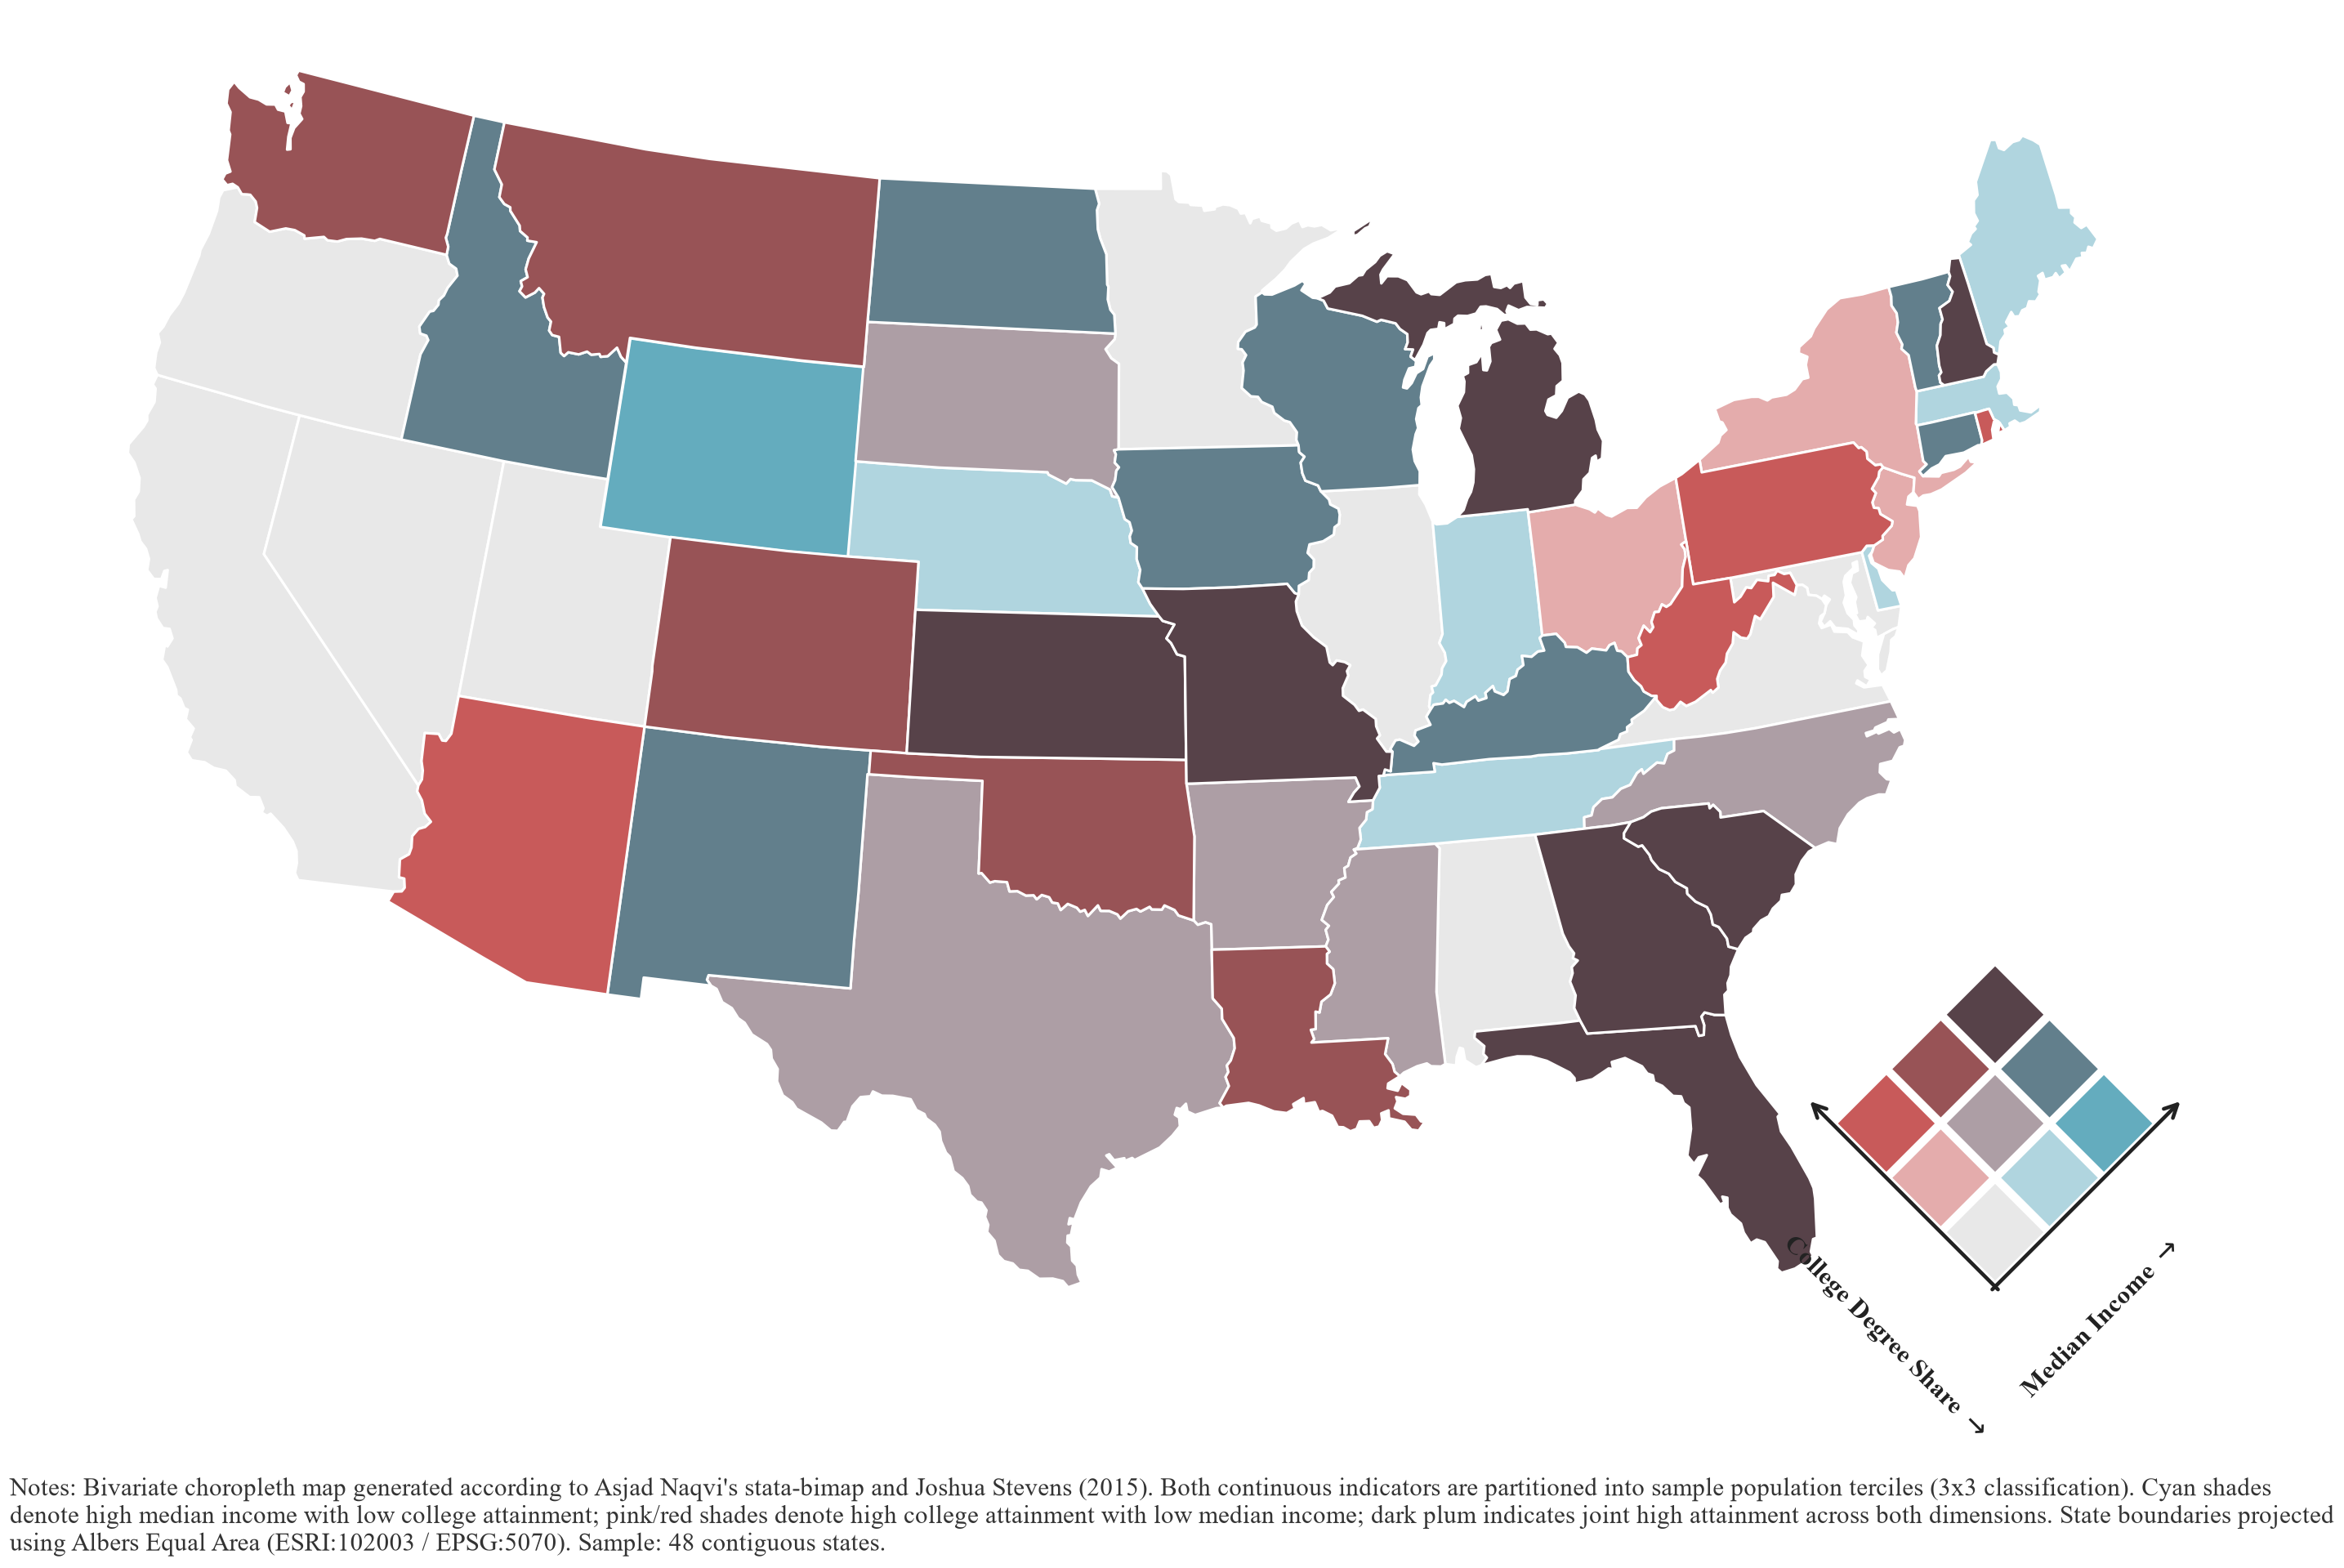 College Degree Share →
Median Income →
Notes: Bivariate choropleth map generated according to Asjad Naqvi's stata-bimap and Joshua Stevens (2015). Both continuous indicators are partitioned into sample population terciles (3x3 classification). Cyan shades
denote high median income with low college attainment; pink/red shades denote high college attainment with low median income; dark plum indicates joint high attainment across both dimensions. State boundaries projected
using Albers Equal Area (ESRI:102003 / EPSG:5070). Sample: 48 contiguous states.